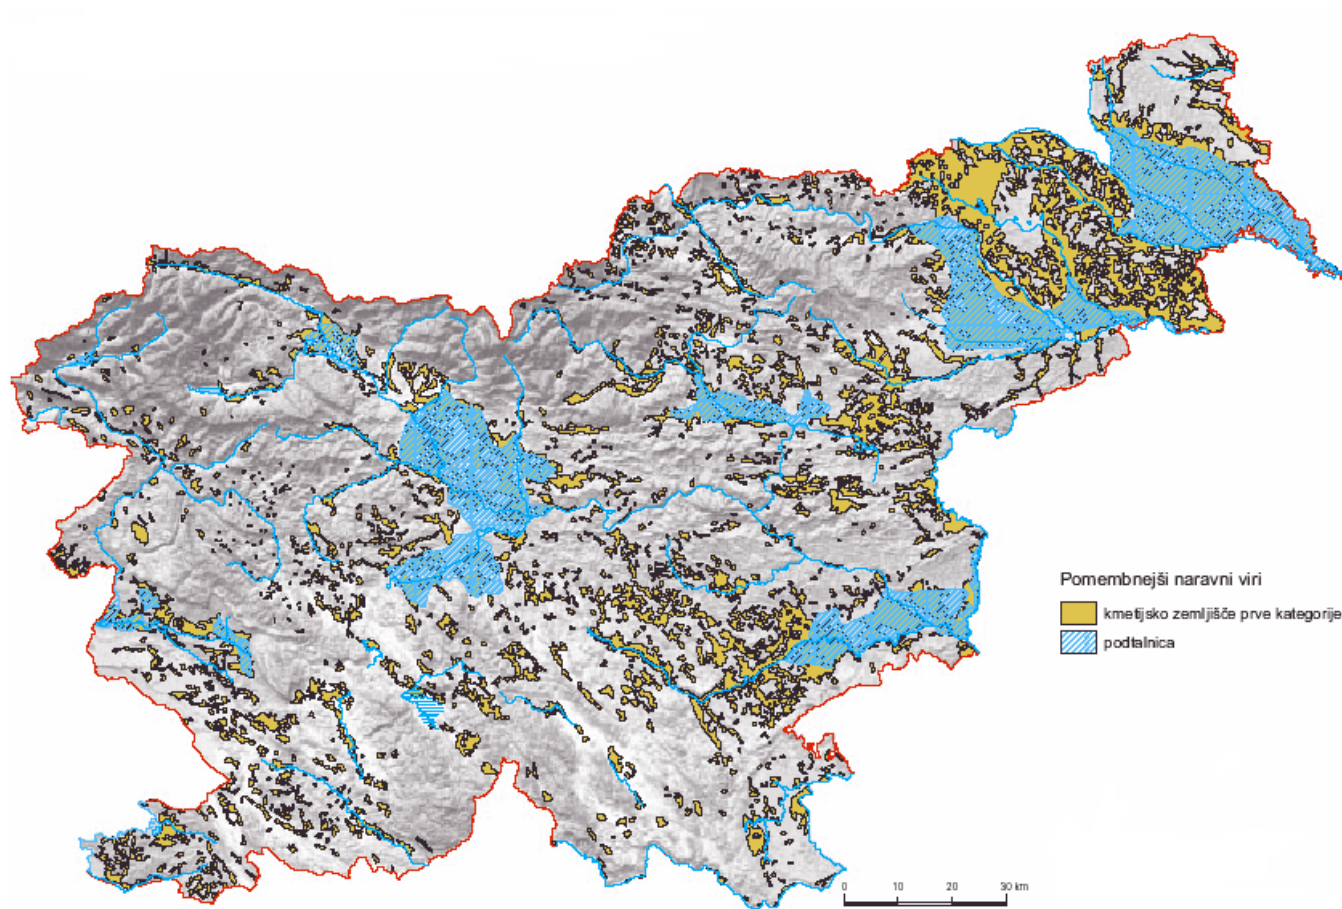 Pomembnejši naravni viri
kmetijsko zemljišče prve kategorije
podtalnica
0 10 20 30 km